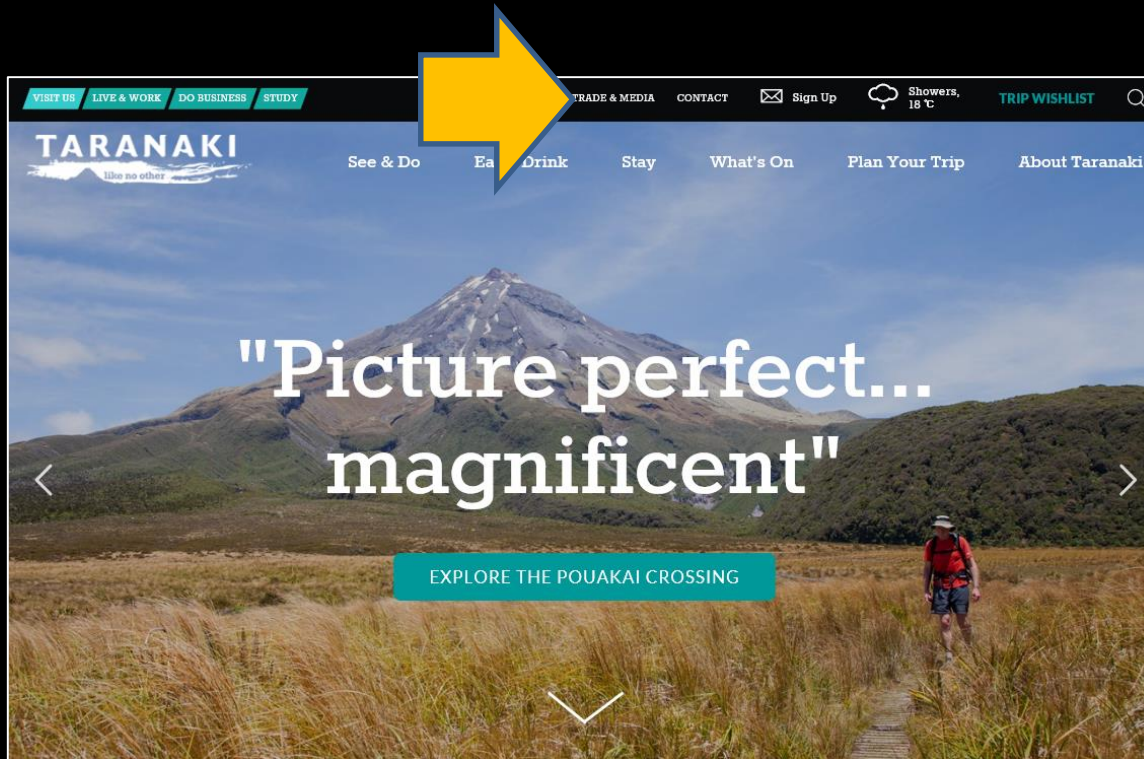 VISIT US LIVE & WORK DO BUSINESS STUDY TRADE & MEDIA CONTACT Sign Up Showers, 18 °C TRIP WISHLIST
TARANAKI
like no other
See & Do Drink Stay What's On Plan Your Trip About Taranaki
"Picture perfect...
magnificent"
EXPLORE THE POUAKAI CROSSING